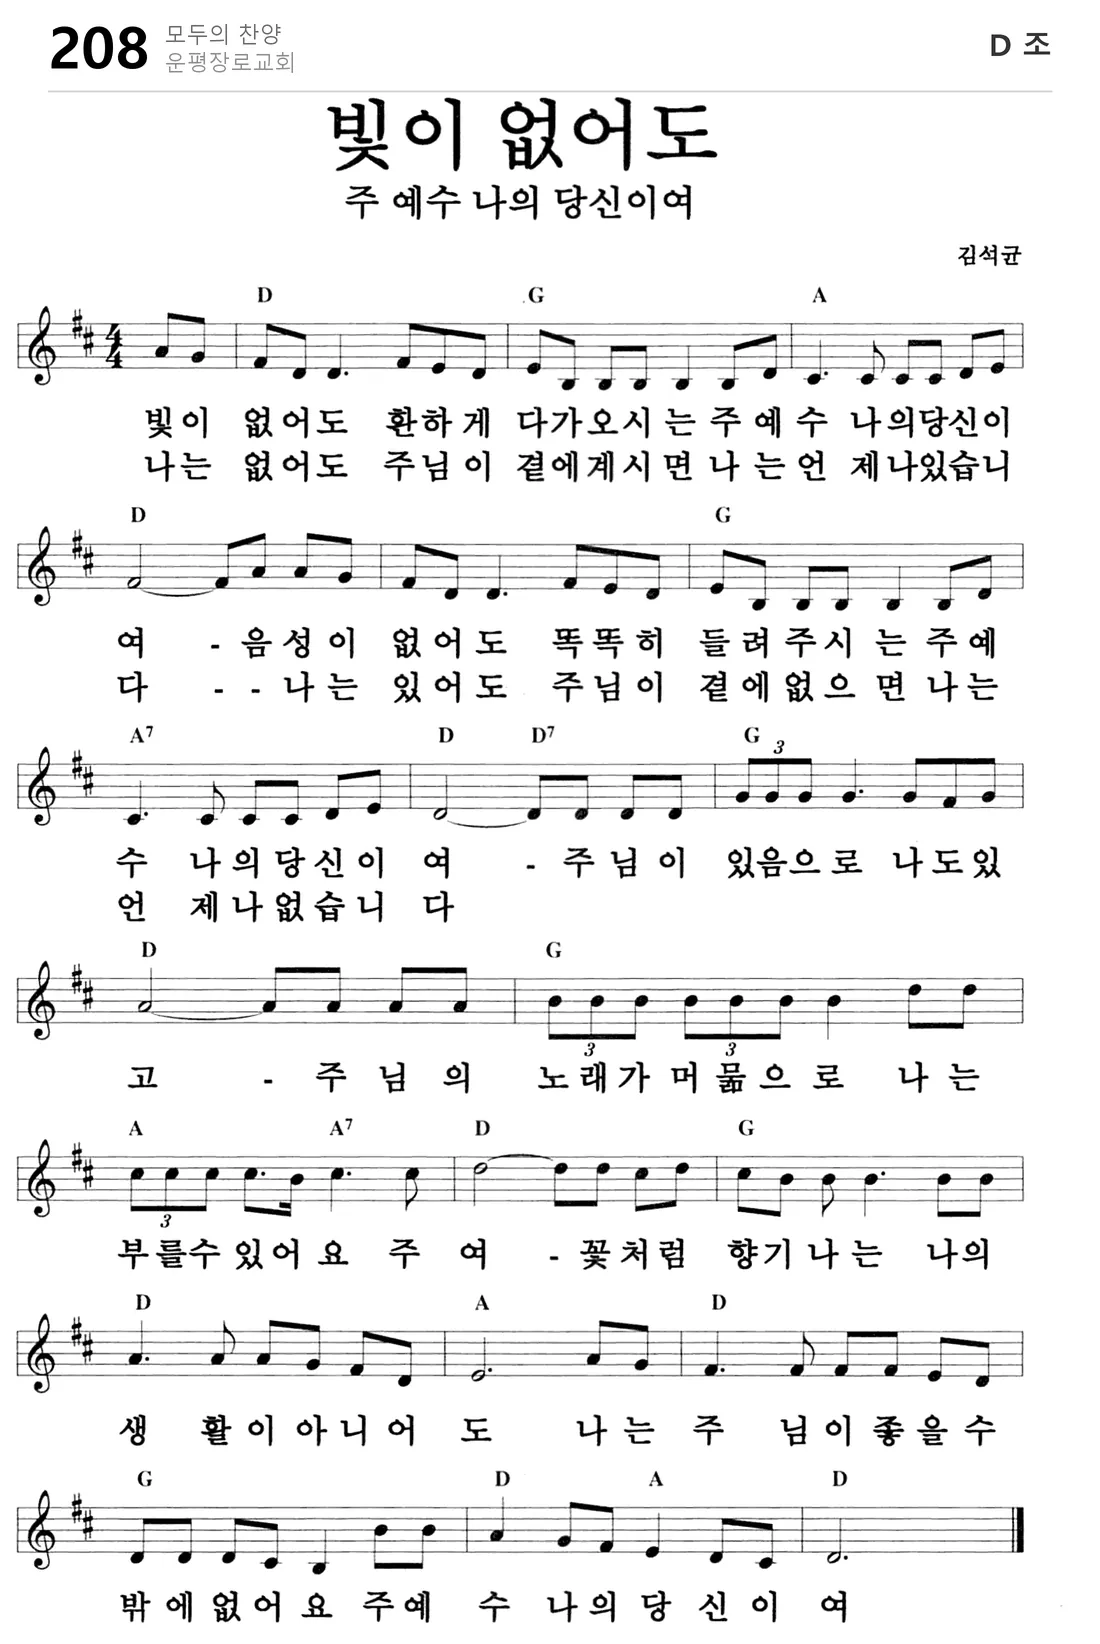 208
모두의 찬양
운평장로교회
D 조
빛이 없어도
주 예수 나의 당신이여
김석균
D G A
빛이 없어도 환하게 다가오시는 주예수 나의당신이
나는 없어도 주님이 곁에계시면 나는언제나있습니
D G
여 - 음성이 없어도 똑똑히 들려주시는주예
다 - - 나는 있어도 주님이 곁에없으면나는
A7 D D7 G
3
수 나의당신이 여 - 주님이 있음으로 나도있
언 제나없습니 다
D G
3 3
고 - 주님의 노래가머묾으로 나는
A A7 D G
3
부를수있어요 주여 - 꽃처럼 향기나는 나의
D A D
생활이아니어도 나는주님이좋을수
G D A D
밖에없어요 주예수 나의당신이여